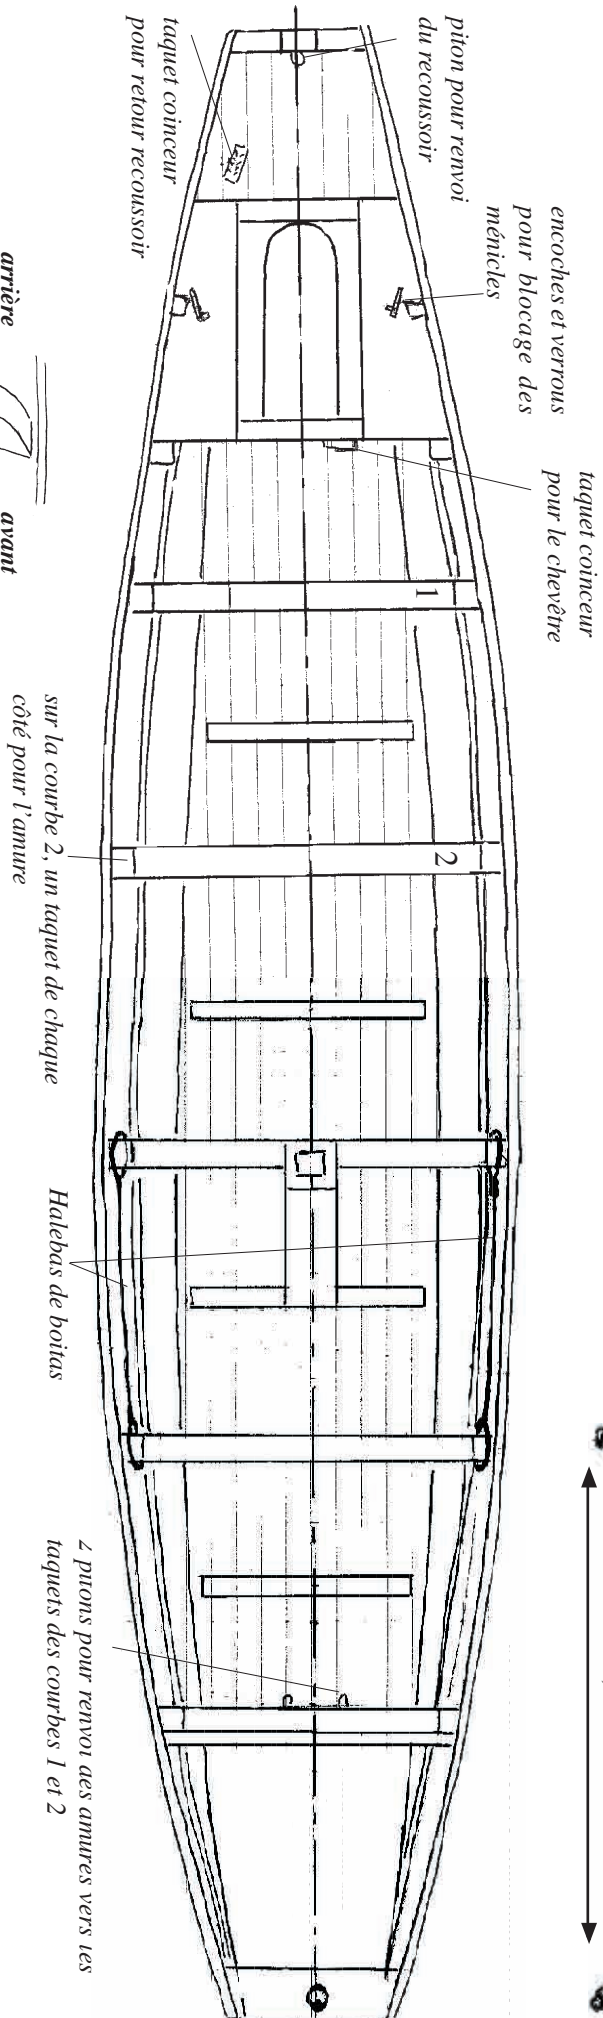 piton pour renvoi
du recoussoir
taquet coinceur
pour retour recoussoir
encoches et verrous
pour blocage des
ménicles
taquet coinceur
pour le chevêtre
arrière
avant
1
2
sur la courbe 2, un taquet de chaque
côté pour l'amure
Halebas de boitas
2 pitons pour renvoi des amures vers les
taquets des courbes 1 et 2